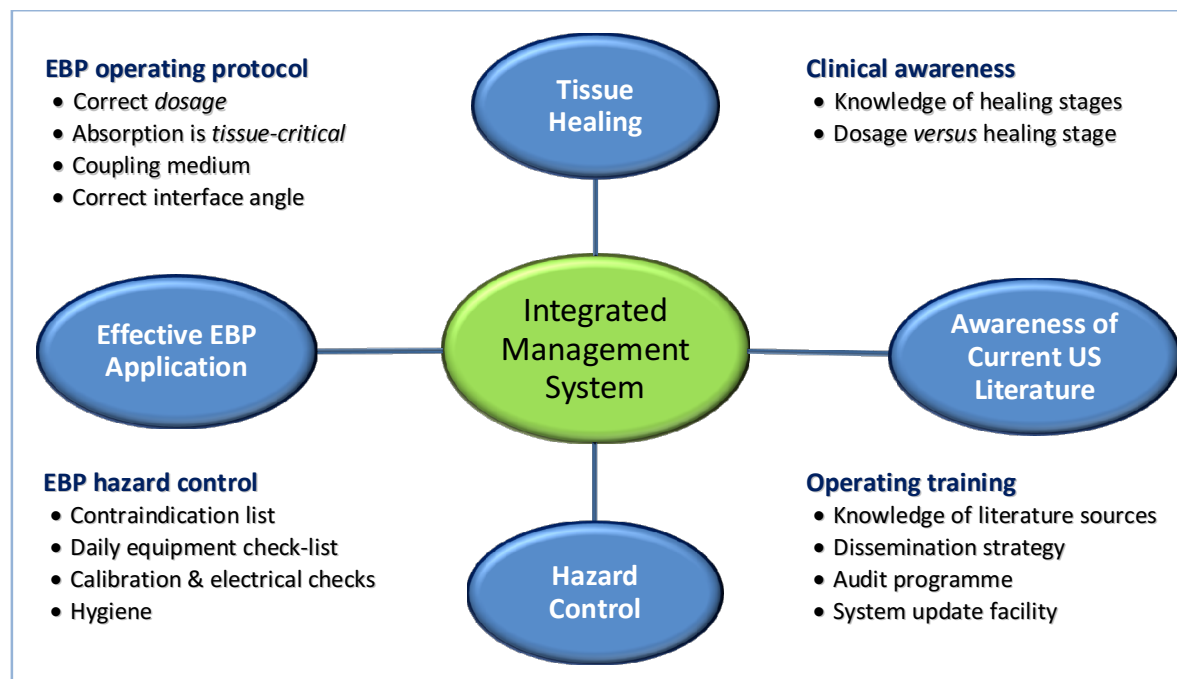 EBP operating protocol
• Correct dosage
• Absorption is tissue-critical
• Coupling medium
• Correct interface angle
Tissue
Healing
Clinical awareness
• Knowledge of healing stages
• Dosage versus healing stage
Effective EBP
Application
Integrated
Management
System
Awareness of
Current US
Literature
EBP hazard control
• Contraindication list
• Daily equipment check-list
• Calibration & electrical checks
• Hygiene
Hazard
Control
Operating training
• Knowledge of literature sources
• Dissemination strategy
• Audit programme
• System update facility